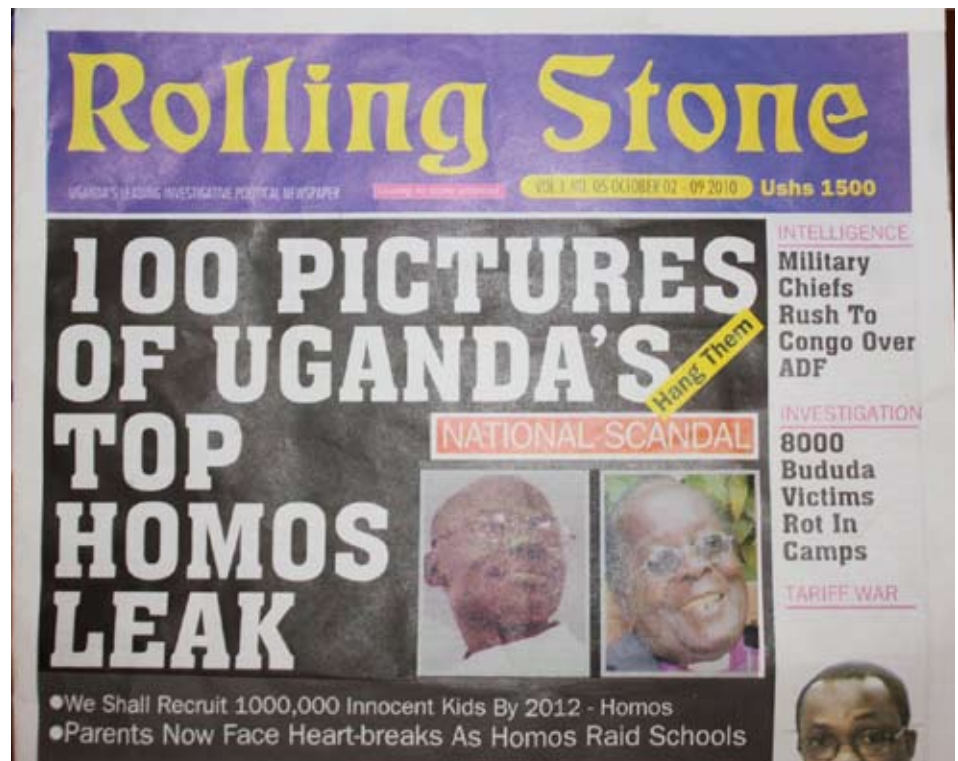 Rolling Stone
UGANDA'S LEADING INVESTIGATIVE POLITICAL NEWSPAPER
VOL 1. NO. 05 OCTOBER 02 - 09 2010
Ushs 1500
100 PICTURES
OF UGANDA'S
TOP
HOMOS
LEAK
Hang Them
NATIONAL SCANDAL
●We Shall Recruit 1000,000 Innocent Kids By 2012 - Homos
●Parents Now Face Heart-breaks As Homos Raid Schools
INTELLIGENCE
Military
Chiefs
Rush To
Congo Over
ADF
INVESTIGATION
8000
Bududa
Victims
Rot In
Camps
TARIFF WAR